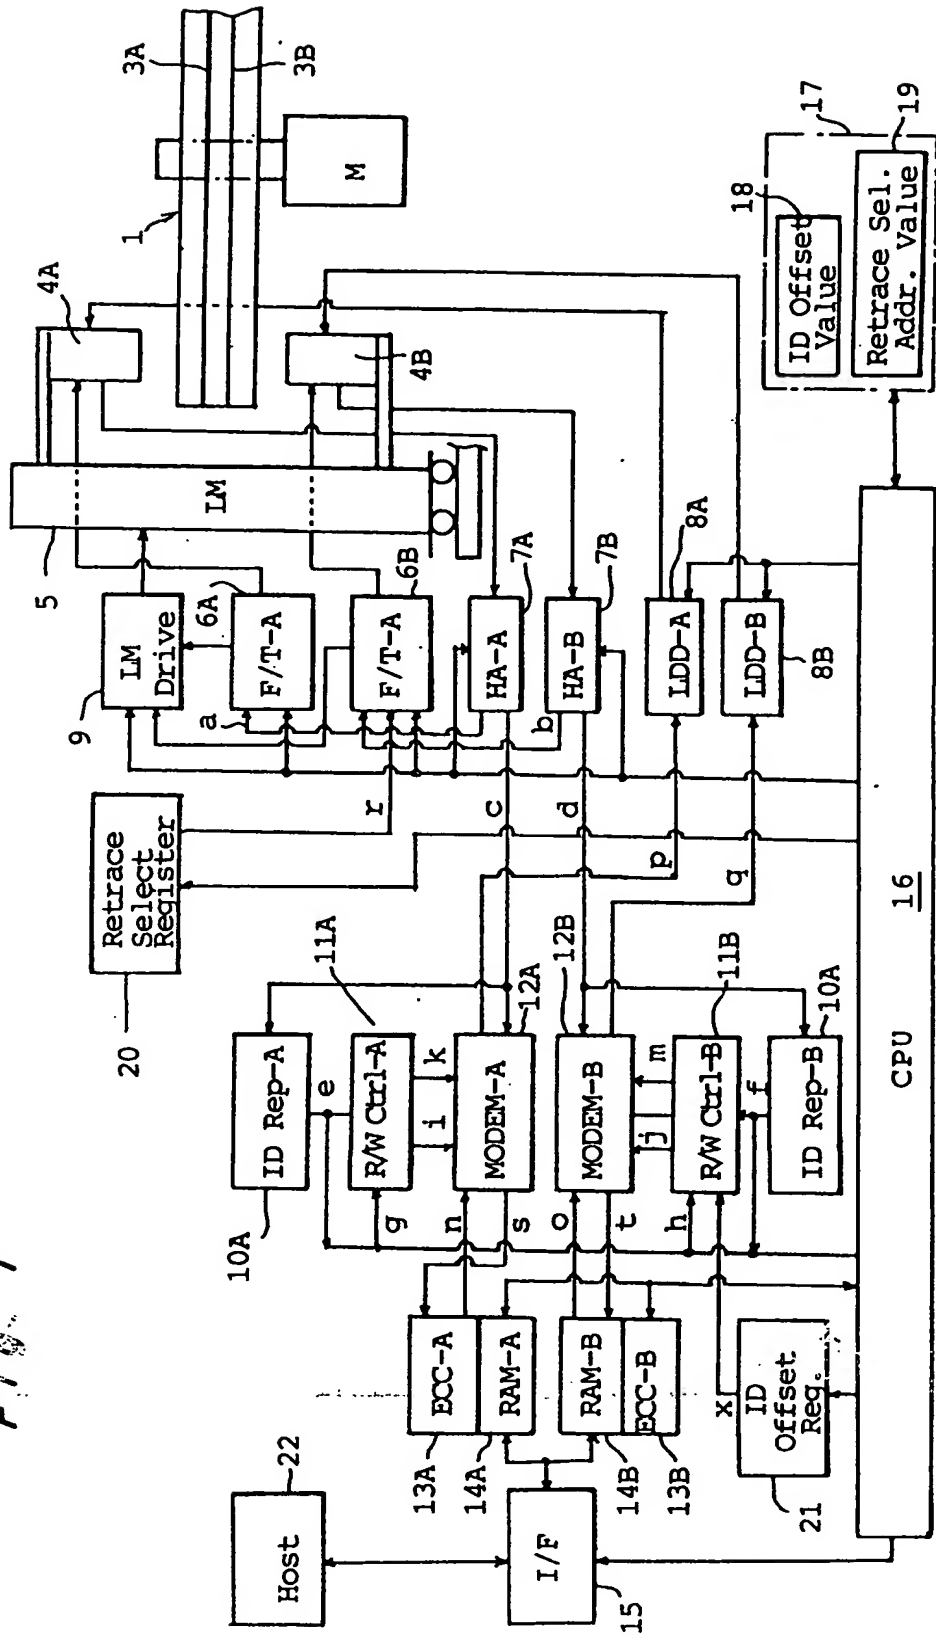 3A
3B
1
M
4A
4B
5
LM
17
18
19
ID Offset
Value
Retrace Sel.
Addr. Value
9
LM
Drive
6A
F/T-A
6B
F/T-A
7A
HA-A
7B
HA-B
8A
LDD-A
LDD-B
8B
a
b
r
c
d
p
q
20
Retrace
Select
Register
10A
ID Rep-A
e
11A
R/W Ctrl-A
g
i
k
12A
MODEM-A
n
s
12B
MODEM-B
o
t
j
m
11B
R/W Ctrl-B
h
f
10A
ID Rep-B
13A
ECC-A
14A
RAM-A
14B
RAM-B
13B
ECC-B
x
21
ID
Offset
Reg.
22
Host
15
I/F
CPU
16